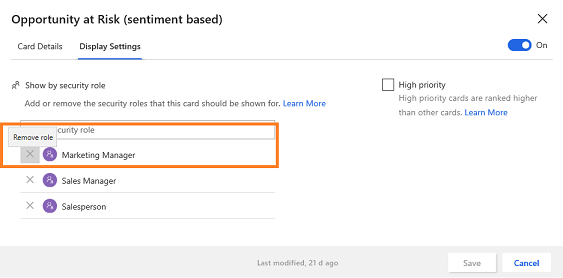 Opportunity at Risk (sentiment based)
Card Details
Display Settings
On
Show by security role
Add or remove the security roles that this card should be shown for. Learn More
High priority
High priority cards are ranked higher
than other cards. Learn More
curity role
Remove role
Marketing Manager
Sales Manager
Salesperson
Last modified, 21 d ago
Save
Cancel